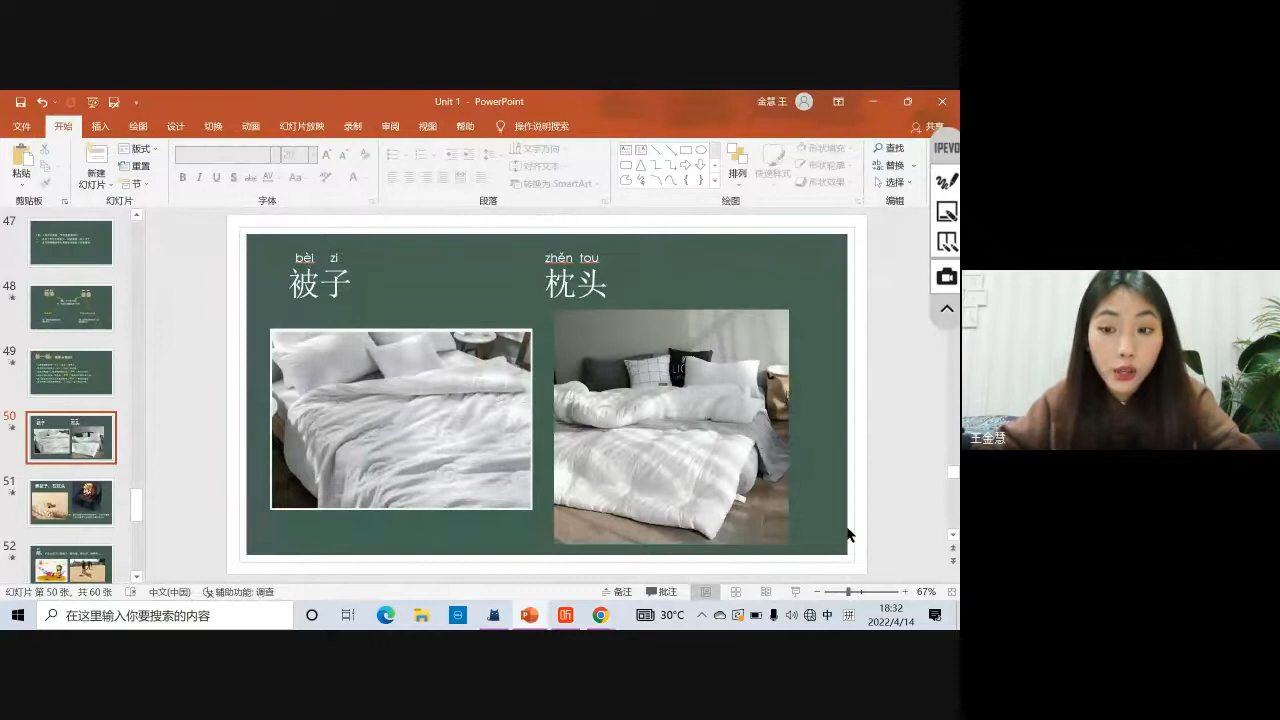 Unit 1 - PowerPoint
金慧 王
文件 开始 插入 绘图 设计 切换 动画 幻灯片放映 录制 审阅 视图 帮助 操作说明搜索 共享
粘贴
剪贴板
新建
幻灯片
版式
重置
节
幻灯片
20
B I U S abc AV Aa A
字体
文字方向
对齐文本
转换为 SmartArt
段落
排列
快速样式
形状填充
形状轮廓
形状效果
绘图
查找
替换
选择
编辑
IPEVO
47
48
49
50
51
52
bèi zi
被子
zhěn tou
枕头
王金慧
幻灯片 第 50 张，共 60 张 中文(中国) 辅助功能: 调查 备注 批注 67%
在这里输入你要搜索的内容
30°C
中
拼
18:32
2022/4/14